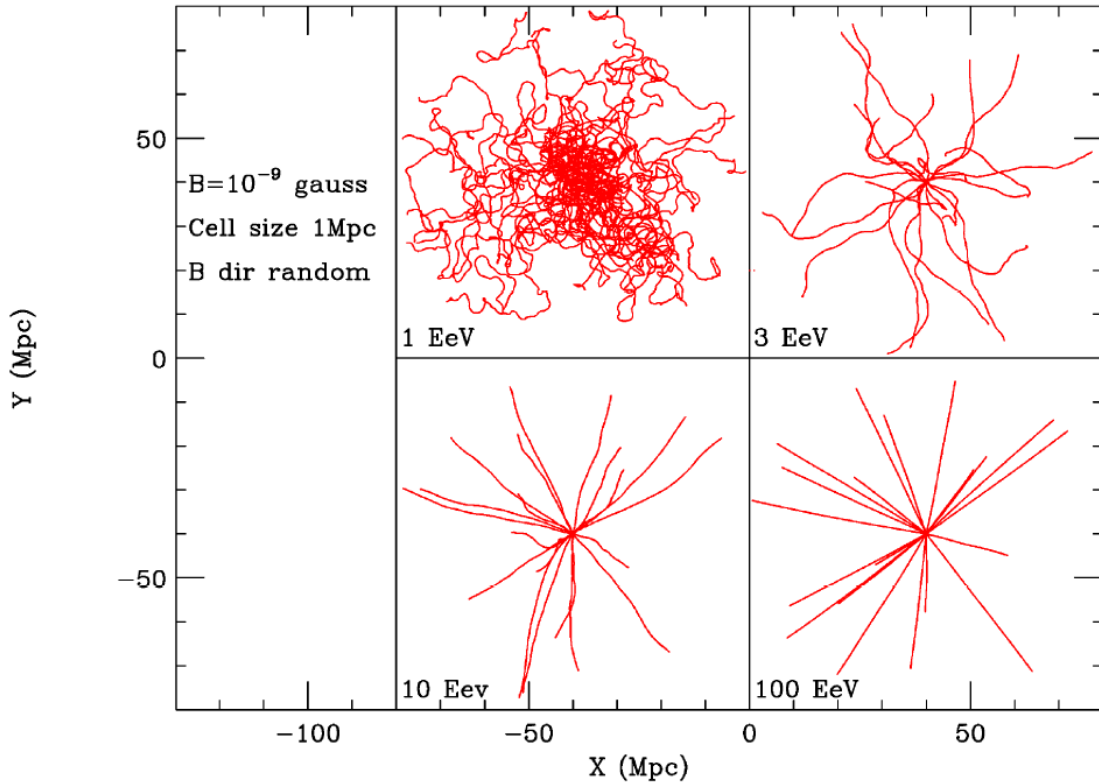 B=10⁻⁹ gauss
Cell size 1Mpc
B dir random
1 EeV
3 EeV
10 Eev
100 EeV
Y (Mpc)
50
0
−50
−100
−50
0
50
X (Mpc)